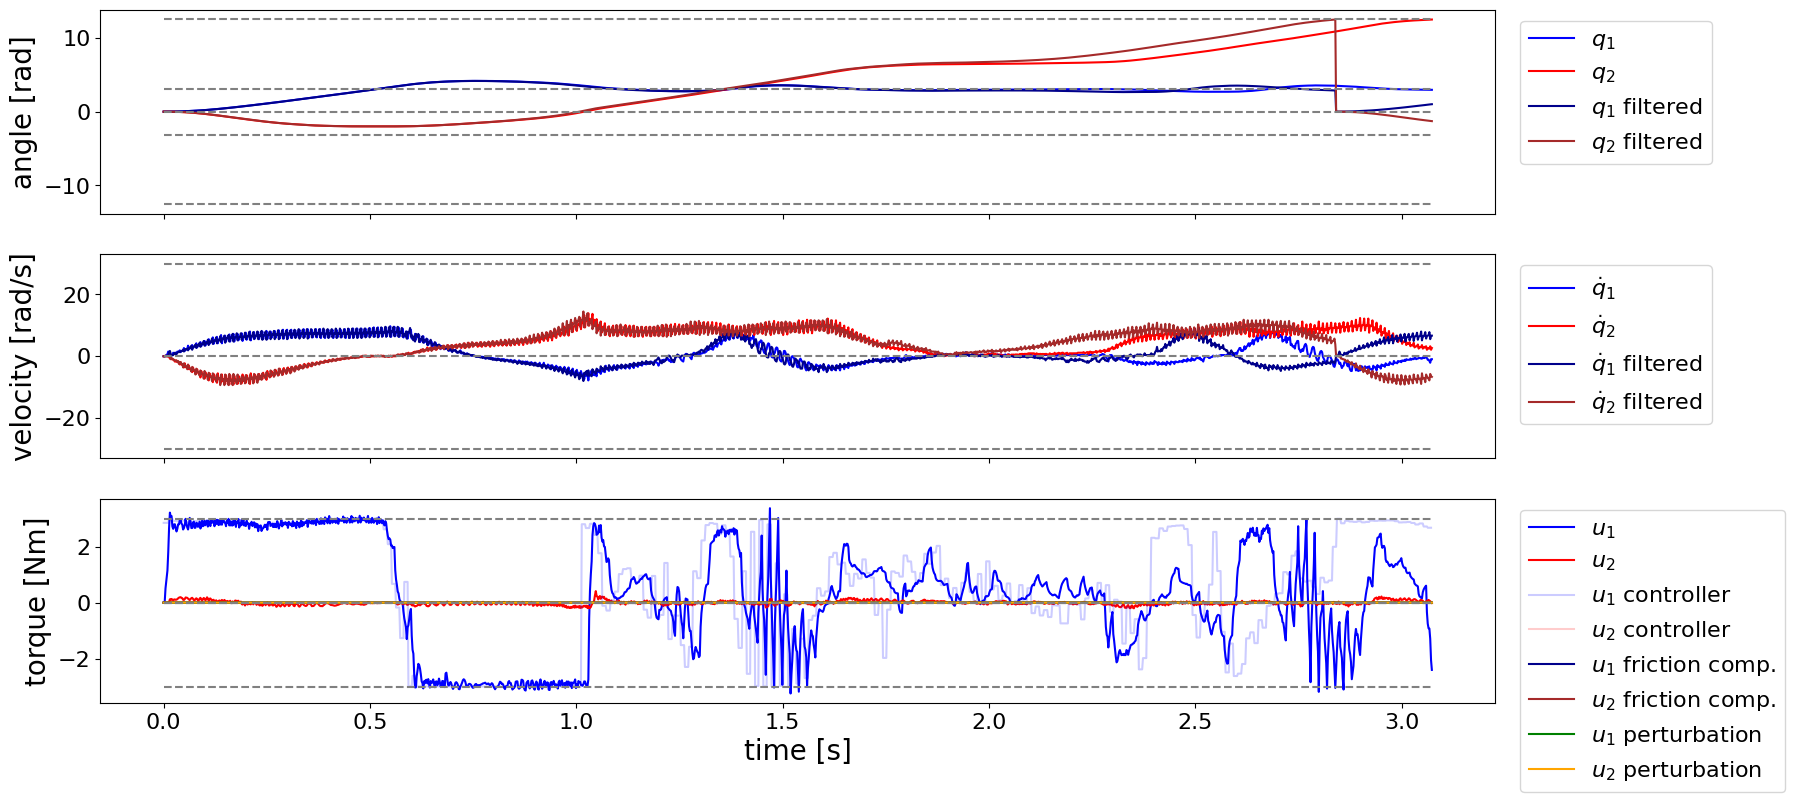 angle [rad]
10
0
−10
q₁
q₂
q₁ filtered
q₂ filtered
velocity [rad/s]
20
0
−20
q̇₁
q̇₂
q̇₁ filtered
q̇₂ filtered
torque [Nm]
2
0
−2
0.0 0.5 1.0 1.5 2.0 2.5 3.0
time [s]
u₁
u₂
u₁ controller
u₂ controller
u₁ friction comp.
u₂ friction comp.
u₁ perturbation
u₂ perturbation